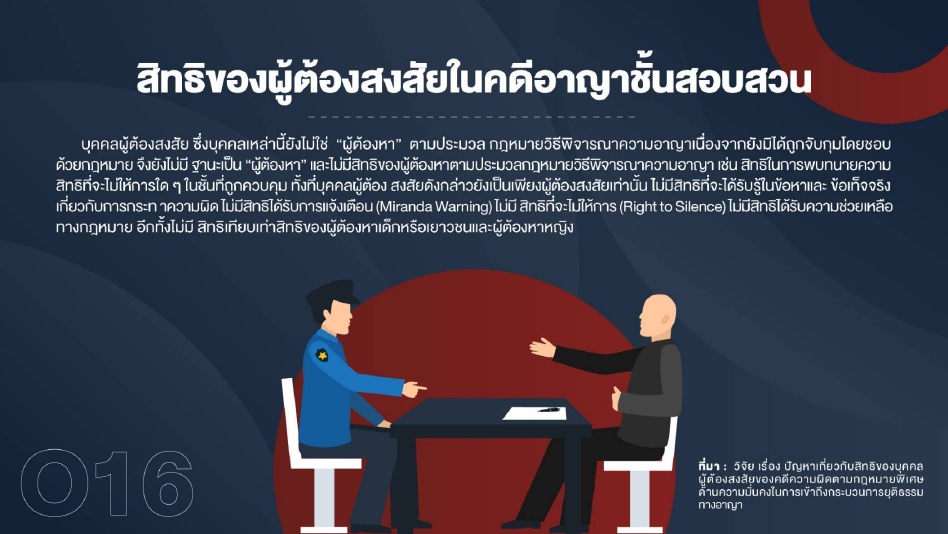 สิทธิของผู้ต้องสงสัยในคดีอาญาชั้นสอบสวน
บุคคลผู้ต้องสงสัย ซึ่งบุคคลเหล่านี้ยังไม่ใช่ “ผู้ต้องหา” ตามประมวล กฎหมายวิธีพิจารณาความอาญาเนื่องจากยังมิได้ถูกจับกุมโดยชอบ
ด้วยกฎหมาย จึงยังไม่มี ฐานะเป็น “ผู้ต้องหา” และไม่มีสิทธิของผู้ต้องหาตามประมวลกฎหมายวิธีพิจารณาความอาญา เช่น สิทธิในการพบทนายความ
สิทธิที่จะไม่ให้การใด ๆ ในชั้นที่ถูกควบคุม ทั้งที่บุคคลผู้ต้อง สงสัยดังกล่าวยังเป็นเพียงผู้ต้องสงสัยเท่านั้น ไม่มีสิทธิที่จะได้รับรู้ในข้อหาและ ข้อเท็จจริง
เกี่ยวกับการกระท าความผิด ไม่มีสิทธิได้รับการแจ้งเตือน (Miranda Warning) ไม่มี สิทธิที่จะไม่ให้การ (Right to Silence) ไม่มีสิทธิได้รับความช่วยเหลือ
ทางกฎหมาย อีกทั้งไม่มี สิทธิเทียบเท่าสิทธิของผู้ต้องหาเด็กหรือเยาวชนและผู้ต้องหาหญิง
016
ที่มา : วิจัย เรื่อง ปัญหาเกี่ยวกับสิทธิของบุคคล
ผู้ต้องสงสัยของคดีความผิดตามกฎหมายพิเศษ
ด้านความมั่นคงในการเข้าถึงกระบวนการยุติธรรม
ทางอาญา